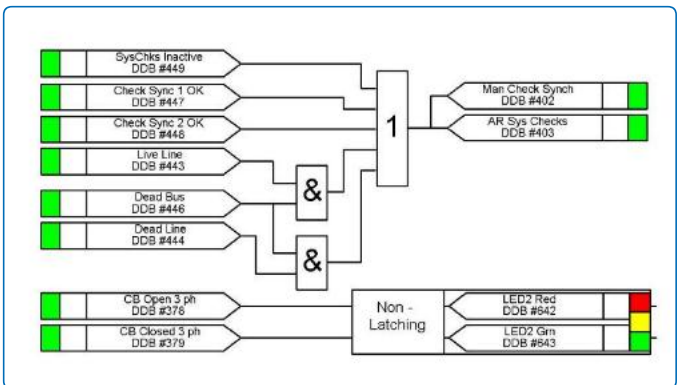 SysChks Inactive
DDB #449
Check Sync 1 OK
DDB #447
Check Sync 2 OK
DDB #448
Live Line
DDB #443
Dead Bus
DDB #446
Dead Line
DDB #444
&
&
1
Man Check Synch
DDB #402
AR Sys Checks
DDB #403
CB Open 3 ph
DDB #378
CB Closed 3 ph
DDB #379
Non -
Latching
LED2 Red
DDB #642
LED2 Grn
DDB #643